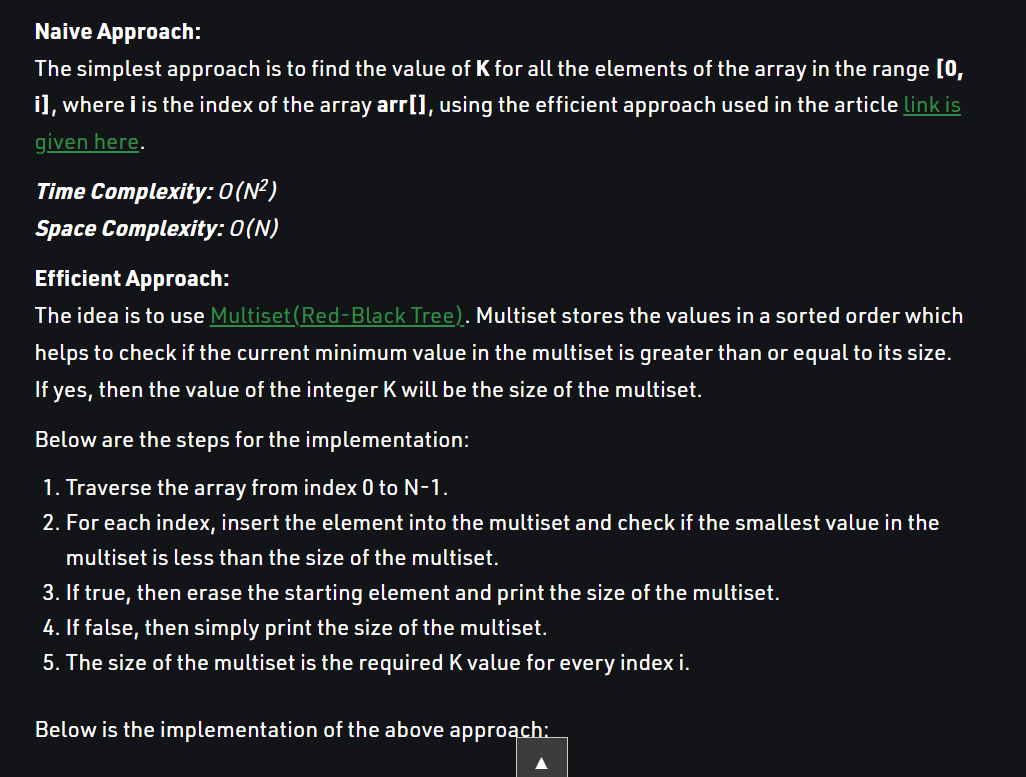 Naive Approach:
The simplest approach is to find the value of K for all the elements of the array in the range [0,
i], where i is the index of the array arr[], using the efficient approach used in the article link is
given here.
Time Complexity: O(N²)
Space Complexity: O(N)
Efficient Approach:
The idea is to use Multiset(Red-Black Tree). Multiset stores the values in a sorted order which
helps to check if the current minimum value in the multiset is greater than or equal to its size.
If yes, then the value of the integer K will be the size of the multiset.
Below are the steps for the implementation:
1. Traverse the array from index 0 to N-1.
2. For each index, insert the element into the multiset and check if the smallest value in the
multiset is less than the size of the multiset.
3. If true, then erase the starting element and print the size of the multiset.
4. If false, then simply print the size of the multiset.
5. The size of the multiset is the required K value for every index i.
Below is the implementation of the above approach: